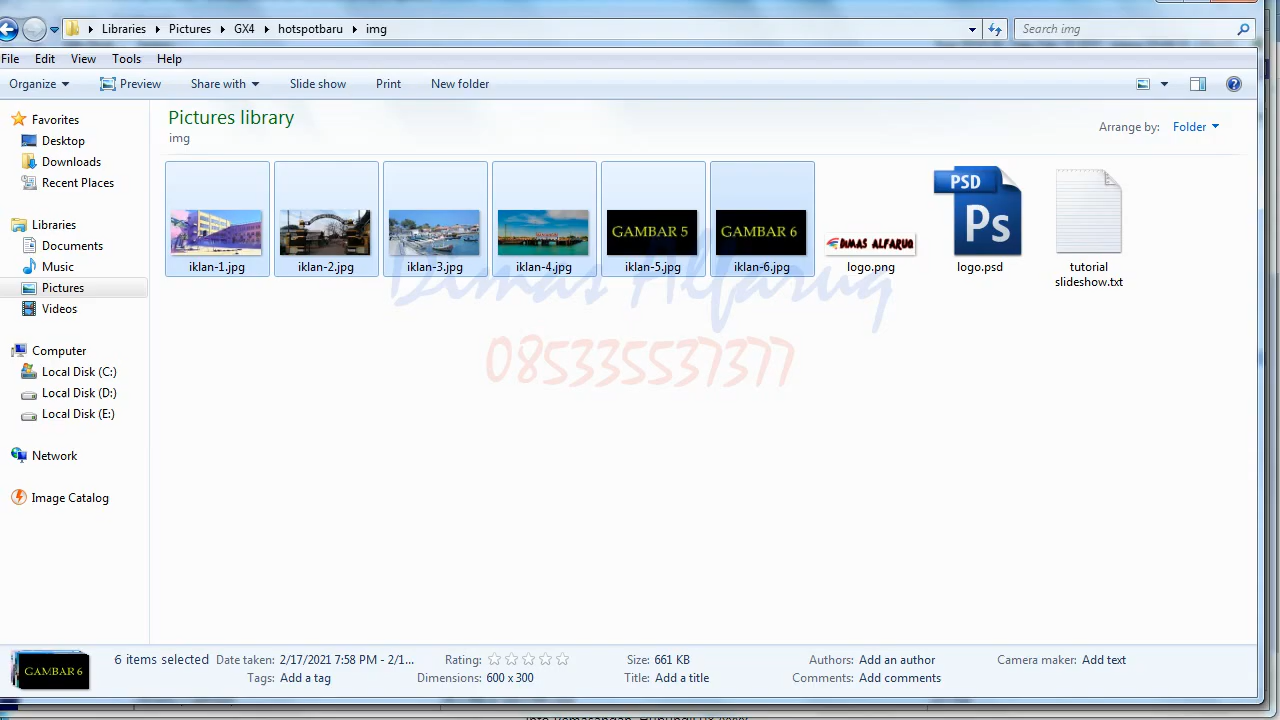 Libraries
Pictures
GX4
hotspotbaru
img
Search img
File
Edit
View
Tools
Help
Organize
Preview
Share with
Slide show
Print
New folder
Favorites
Desktop
Downloads
Recent Places
Libraries
Documents
Music
Pictures
Videos
Computer
Local Disk (C:)
Local Disk (D:)
Local Disk (E:)
Network
Image Catalog
Pictures library
img
Arrange by: Folder
GAMBAR 5
GAMBAR 6
DIMAS ALFARUQ
PSD
Ps
iklan-1.jpg
iklan-2.jpg
iklan-3.jpg
iklan-4.jpg
iklan-5.jpg
iklan-6.jpg
logo.png
logo.psd
tutorial
slideshow.txt
Dimas Alfaruq
085335537377
GAMBAR 6
6 items selected
Date taken: 2/17/2021 7:58 PM - 2/1...
Tags: Add a tag
Rating:
Dimensions: 600 x 300
Size: 661 KB
Title: Add a title
Authors: Add an author
Comments: Add comments
Camera maker: Add text